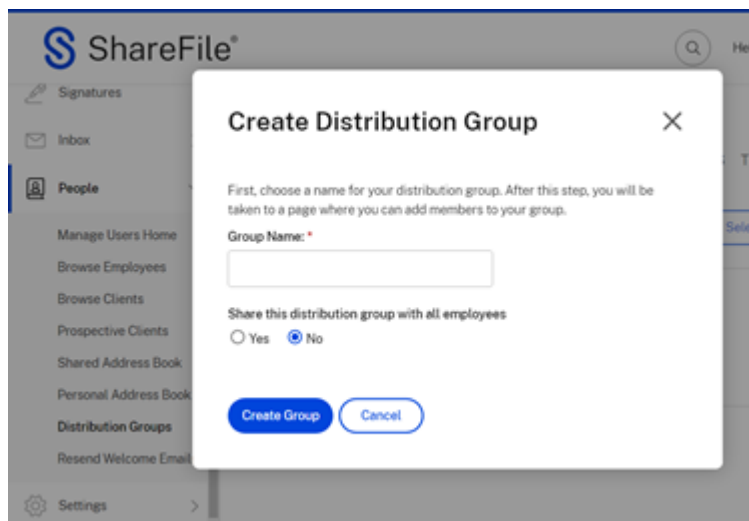 ShareFile®
He
Signatures
Inbox
People
Manage Users Home
Browse Employees
Browse Clients
Prospective Clients
Shared Address Book
Personal Address Book
Distribution Groups
Resend Welcome Email
Settings
Create Distribution Group
First, choose a name for your distribution group. After this step, you will be
taken to a page where you can add members to your group.
Group Name: *
Share this distribution group with all employees
Yes No
Create Group Cancel
T
Sele